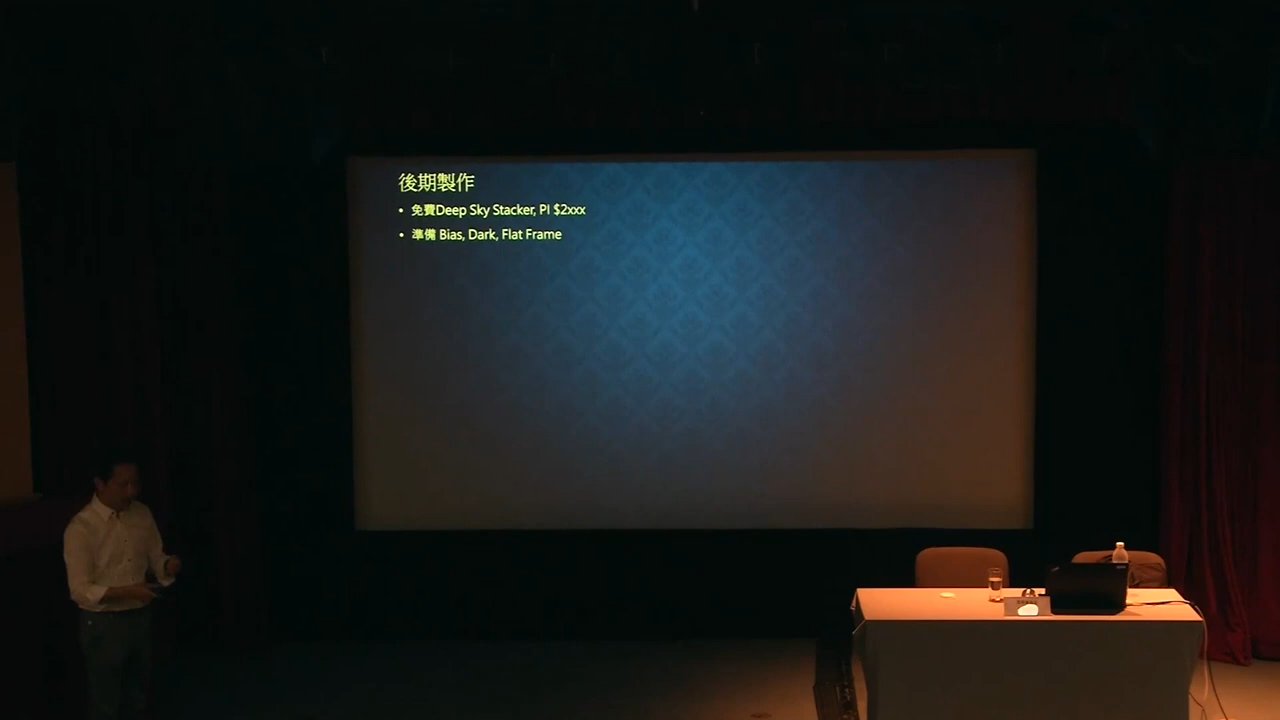 後期製作
• 免費Deep Sky Stacker, PI $2xxx
• 準備 Bias, Dark, Flat Frame